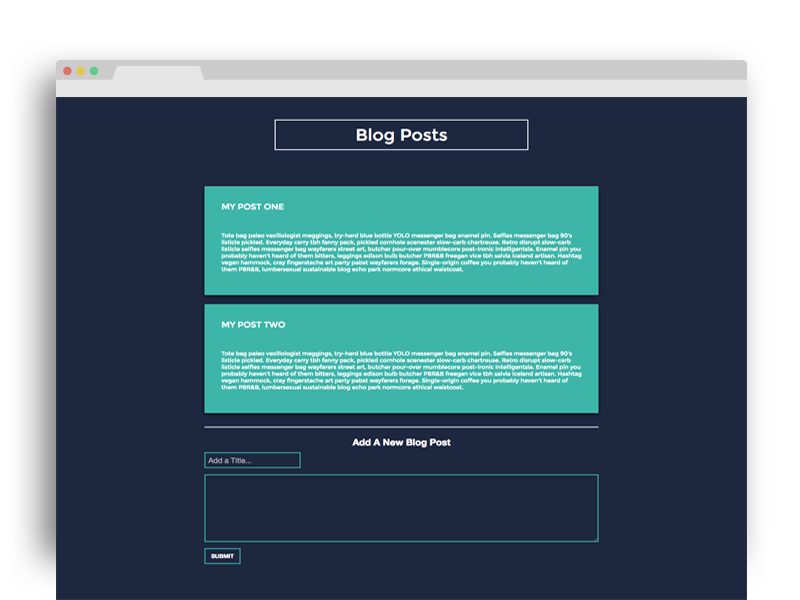 Blog Posts
MY POST ONE
Tote bag paleo vexillologist meggings, try-hard blue bottle YOLO messenger bag enamel pin. Selfies messenger bag 90's
listicle pickled. Everyday carry tbh fanny pack, pickled cornhole scenester slow-carb chartreuse. Retro disrupt slow-carb
listicle selfies messenger bag wayfarers street art, butcher pour-over mumblecore post-ironic intelligentsia. Enamel pin you
probably haven't heard of them bitters, leggings edison bulb butcher PBR&B freegan vice tbh salvia iceland artisan. Hashtag
vegan hammock, cray fingerstache art party pabst wayfarers forage. Single-origin coffee you probably haven't heard of
them PBR&B, lumbersexual sustainable blog echo park normcore ethical waistcoat.
MY POST TWO
Tote bag paleo vexillologist meggings, try-hard blue bottle YOLO messenger bag enamel pin. Selfies messenger bag 90's
listicle pickled. Everyday carry tbh fanny pack, pickled cornhole scenester slow-carb chartreuse. Retro disrupt slow-carb
listicle selfies messenger bag wayfarers street art, butcher pour-over mumblecore post-ironic intelligentsia. Enamel pin you
probably haven't heard of them bitters, leggings edison bulb butcher PBR&B freegan vice tbh salvia iceland artisan. Hashtag
vegan hammock, cray fingerstache art party pabst wayfarers forage. Single-origin coffee you probably haven't heard of
them PBR&B, lumbersexual sustainable blog echo park normcore ethical waistcoat.
Add A New Blog Post
Add a Title...
SUBMIT